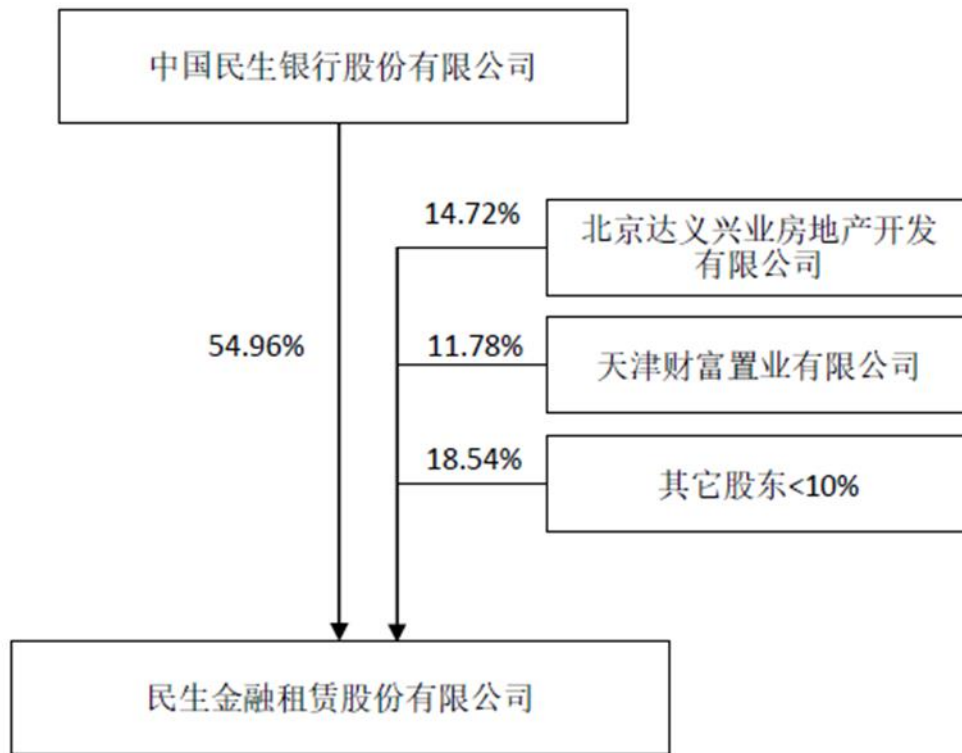 中国民生银行股份有限公司
14.72%
北京达义兴业房地产开发
有限公司
54.96%
11.78%
天津财富置业有限公司
18.54%
其它股东<10%
民生金融租赁股份有限公司